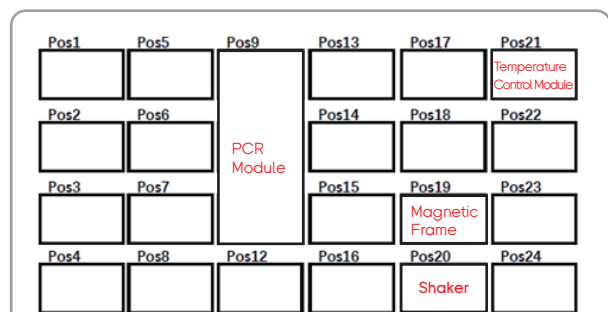 Pos1 Pos5 Pos9 Pos13 Pos17 Pos21
Temperature
Control Module
Pos2 Pos6 Pos14 Pos18 Pos22
PCR
Module
Pos3 Pos7 Pos15 Pos19 Pos23
Magnetic
Frame
Pos4 Pos8 Pos12 Pos16 Pos20 Pos24
Shaker